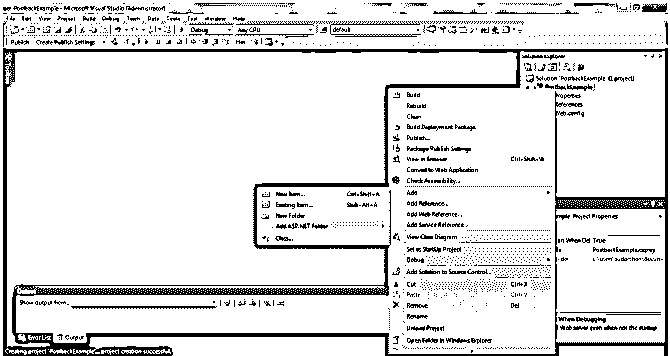 PostbackExample - Microsoft Visual Studio (Administrator)
File Edit View Project Build Debug Team Data Tools Test Window Help
Debug Any CPU default
Publish: Create Publish Settings
Solution Explorer
Solution 'PostbackExample' (1 project)
PostbackExample
Properties
References
Web.config
Build
Rebuild
Clean
Build Deployment Package
Publish...
Package/Publish Settings
View in Browser Ctrl+Shift+W
Convert to Web Application
Check Accessibility...
Add
Add Reference...
Add Web Reference...
Add Service Reference...
View Class Diagram
Set as StartUp Project
Debug
Add Solution to Source Control...
Cut Ctrl+X
Paste Ctrl+V
Remove Del
Rename
Unload Project
Open Folder in Windows Explorer
New Item... Ctrl+Shift+A
Existing Item... Shift+Alt+A
New Folder
Add ASP.NET Folder
Class...
Project Properties
When Del True
PostbackExample.csproj
When Debugging
Web server even when not the startup
Show output from:
Error List Output
Creating project 'PostbackExample'... project creation successful.